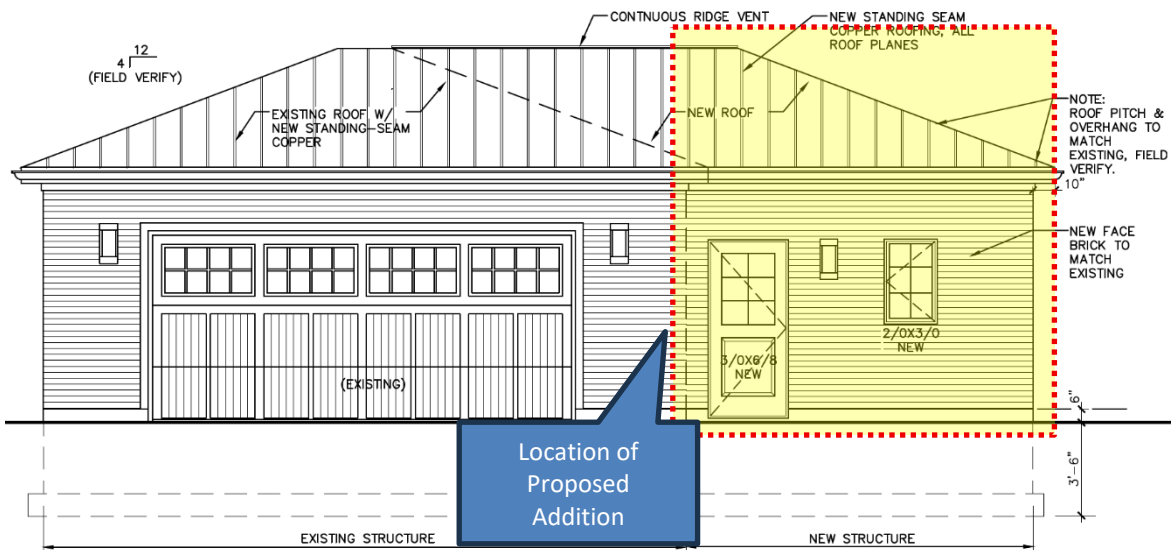 CONTNUOUS RIDGE VENT
NEW STANDING SEAM
COPPER ROOFING, ALL
ROOF PLANES
12
4
(FIELD VERIFY)
EXISTING ROOF W/
NEW STANDING-SEAM
COPPER
NEW ROOF
NOTE:
ROOF PITCH &
OVERHANG TO
MATCH
EXISTING, FIELD
VERIFY.
10"
NEW FACE
BRICK TO
MATCH
EXISTING
2/0X3/0
NEW
3/0X6/8
NEW
(EXISTING)
6"
3'-6"
Location of
Proposed
Addition
EXISTING STRUCTURE
NEW STRUCTURE